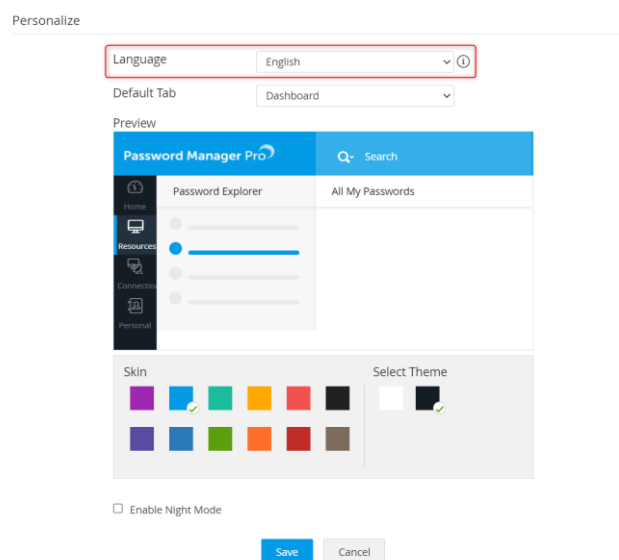 Personalize
Language English
Default Tab Dashboard
Preview
Password Manager Pro Search
Home
Password Explorer All My Passwords
Resources
Connection
Personal
Skin Select Theme
Enable Night Mode
Save Cancel